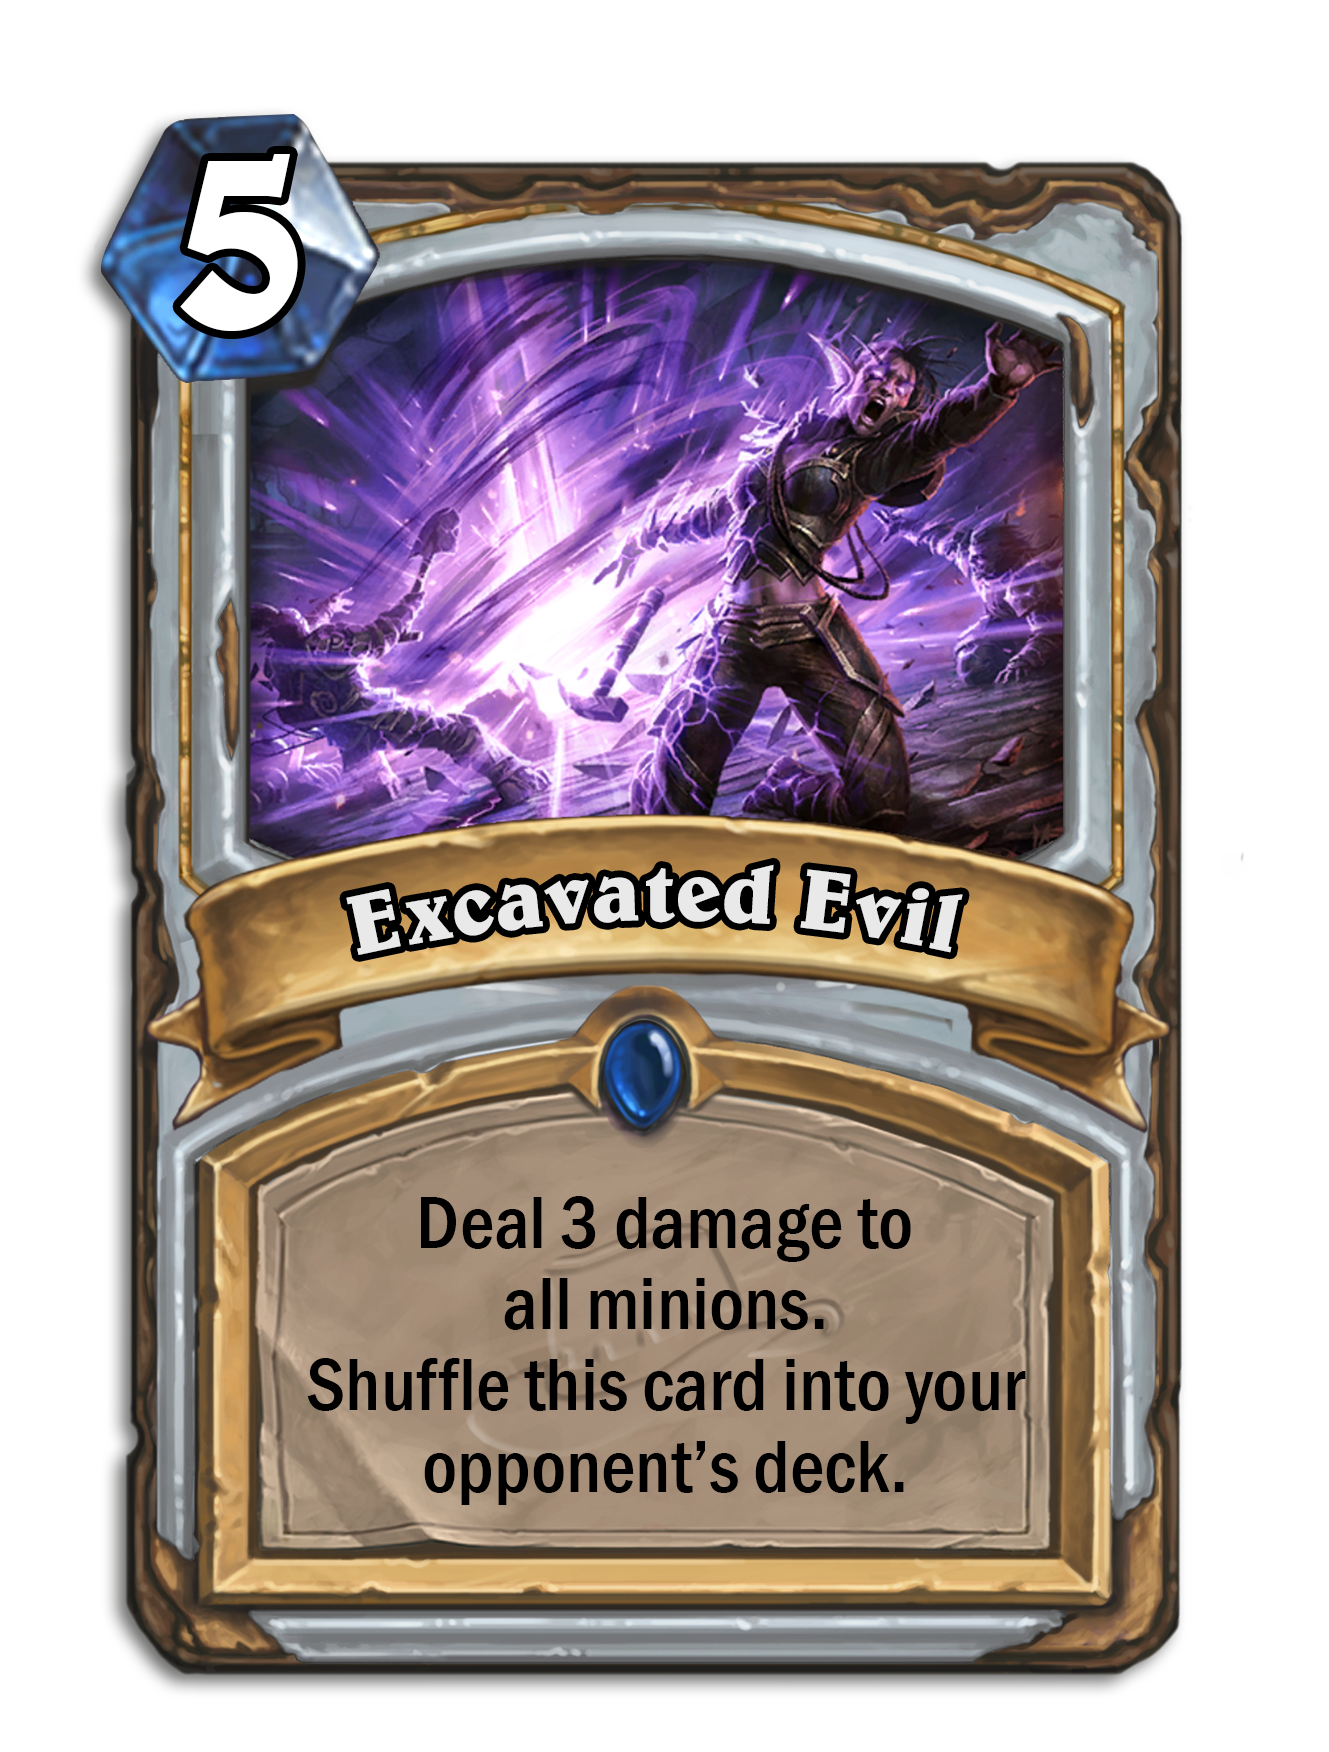 5
Excavated Evil
Deal 3 damage to
all minions.
Shuffle this card into your
opponent’s deck.